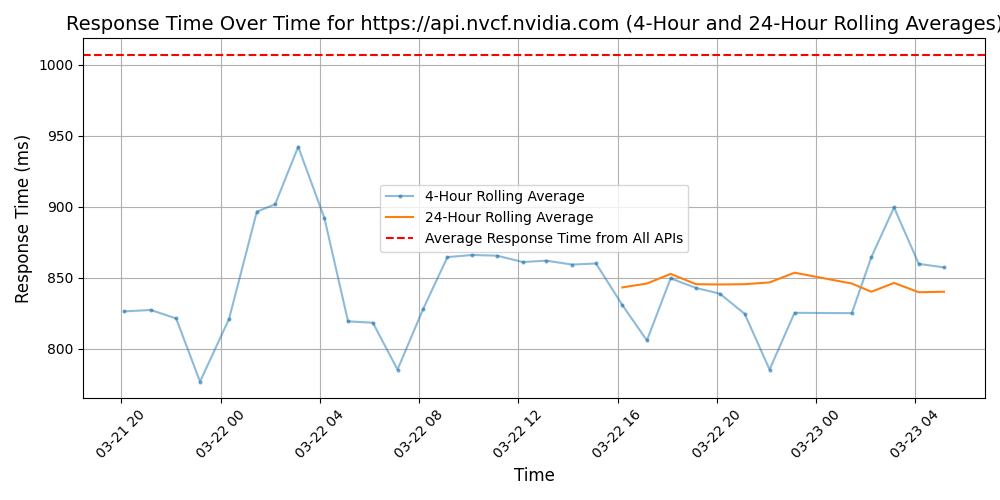 Response Time Over Time for https://api.nvcf.nvidia.com (4-Hour and 24-Hour Rolling Averages)
Response Time (ms)
1000
950
900
850
800
4-Hour Rolling Average
24-Hour Rolling Average
Average Response Time from All APIs
03-21 20
03-22 00
03-22 04
03-22 08
03-22 12
03-22 16
03-22 20
03-23 00
03-23 04
Time